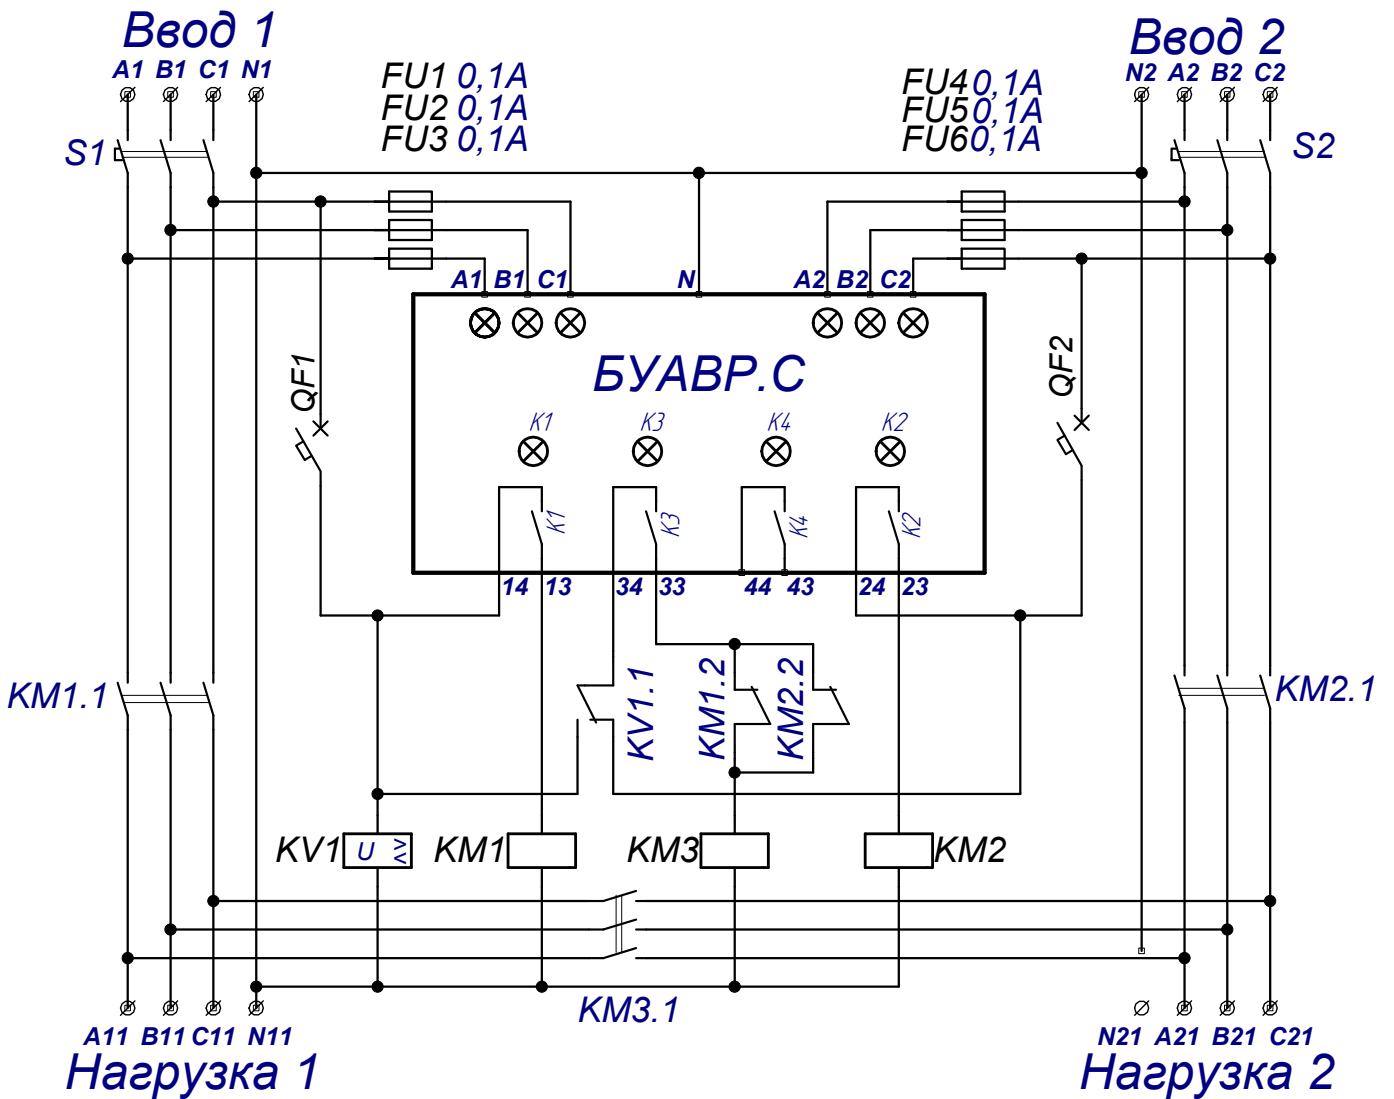 Ввод 1
Ввод 2
A1 B1 C1 N1
N2 A2 B2 C2
FU1 0,1A
FU2 0,1A
FU3 0,1A
FU4 0,1A
FU5 0,1A
FU6 0,1A
S1
S2
A1 B1 C1 N A2 B2 C2
БУАВР.С
QF1
QF2
K1 K3 K4 K2
K1 K3 K4 K2
14 13 34 33 44 43 24 23
KM1.1
KV1.1
KM1.2
KM2.2
KM2.1
KV1 U >> KM1 KM3 KM2
KM3.1
A11 B11 C11 N11
N21 A21 B21 C21
Нагрузка 1
Нагрузка 2